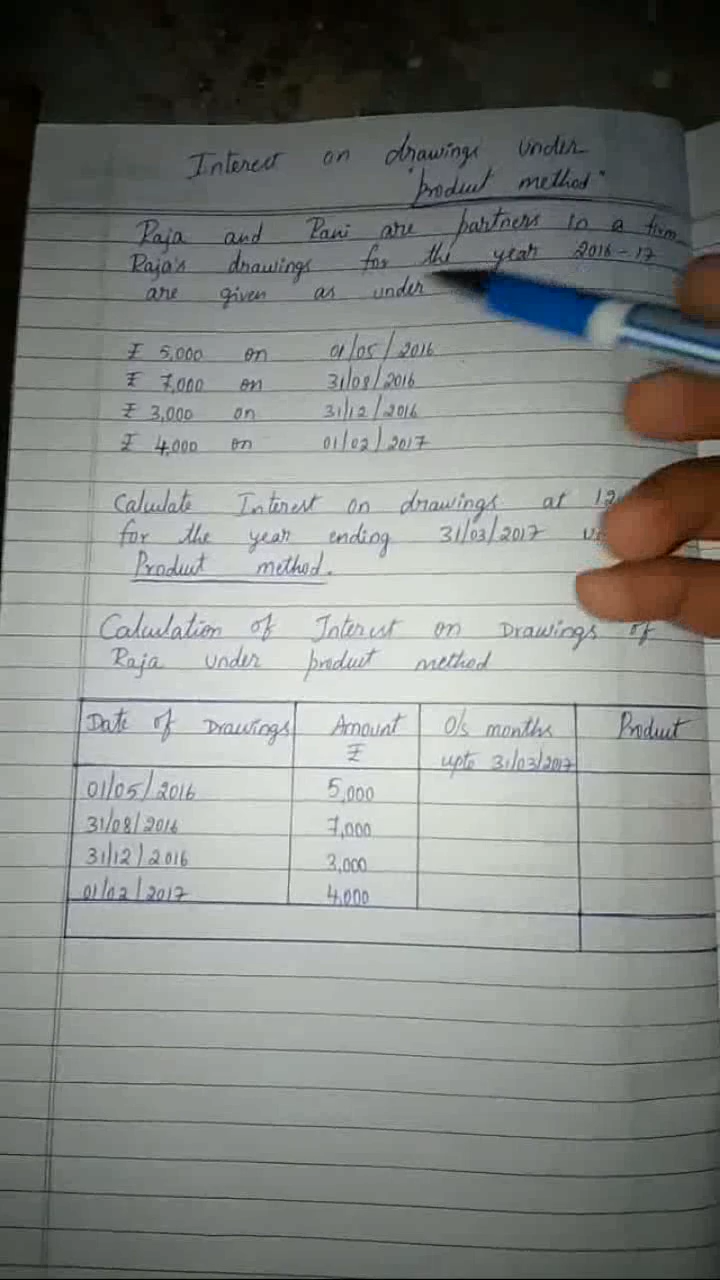 Interest on drawings under
"product method"
Raja and Rani are partners in a firm
Raja's drawings for the year 2016-17
are given as under
₹ 5,000 on 01/05/2016
₹ 7,000 on 31/08/2016
₹ 3,000 on 31/12/2016
₹ 4,000 on 01/02/2017
Calculate Interest on drawings at 12
for the year ending 31/03/2017
Product method.
Calculation of Interest on Drawings of
Raja under product method
Date of Drawings Amount ₹ O/s months upto 31/03/2017 Product
01/05/2016 5,000
31/08/2016 7,000
31/12/2016 3,000
01/02/2017 4,000